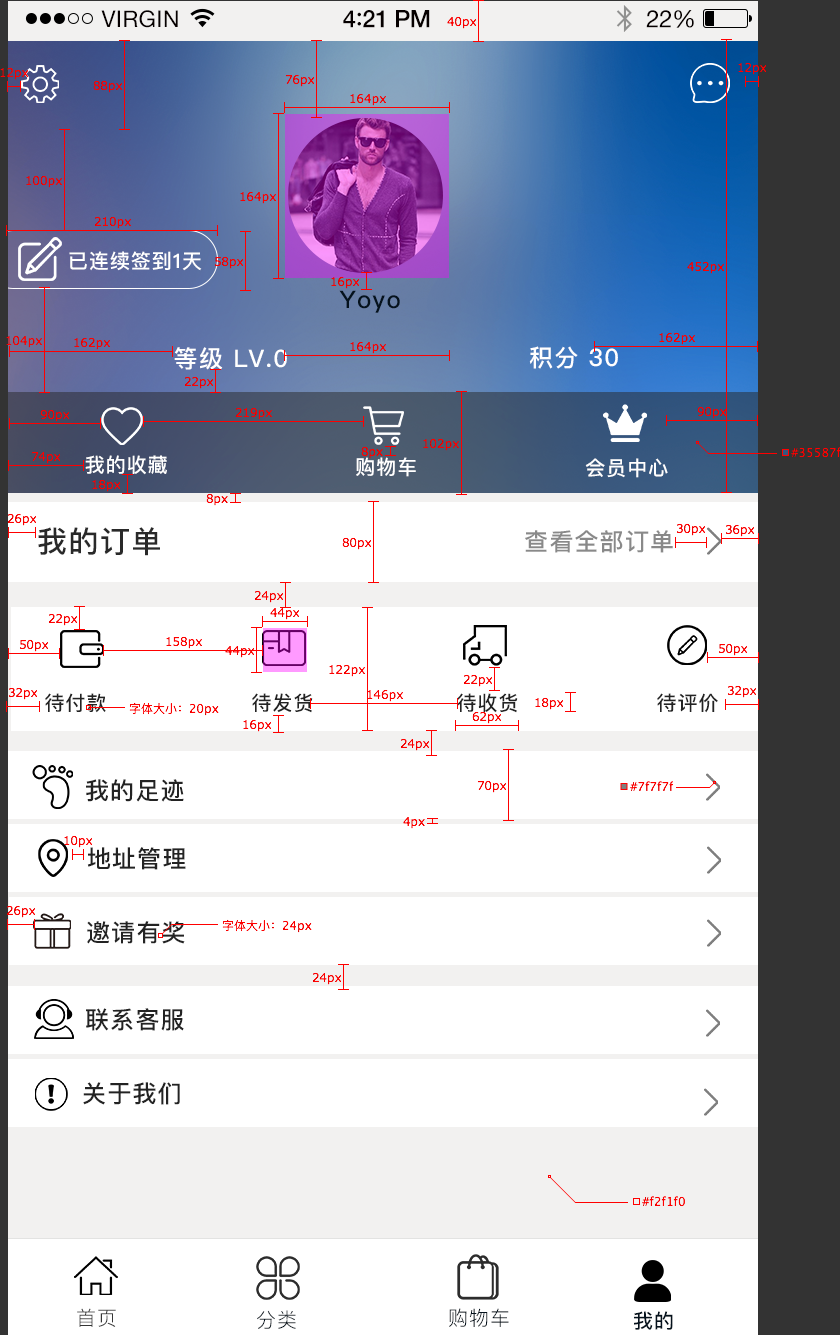 VIRGIN 4:21 PM 22%
40px
12px
88px
76px
12px
164px
100px
164px
210px
已连续签到1天
58px
452px
16px
Yoyo
104px
162px
164px
162px
等级 LV.0
积分 30
22px
219px
102px
8px
18px
我的收藏
购物车
会员中心
8px
26px
我的订单
80px
查看全部订单
30px
36px
24px
44px
22px
50px
158px
44px
122px
50px
22px
32px
待付款
字体大小：20px
待发货
146px
待收货
18px
待评价
32px
16px
62px
24px
我的足迹
70px
#7f7f7f
4px
10px
地址管理
26px
邀请有奖
字体大小：24px
24px
联系客服
关于我们
#f2f1f0
首页
分类
购物车
我的